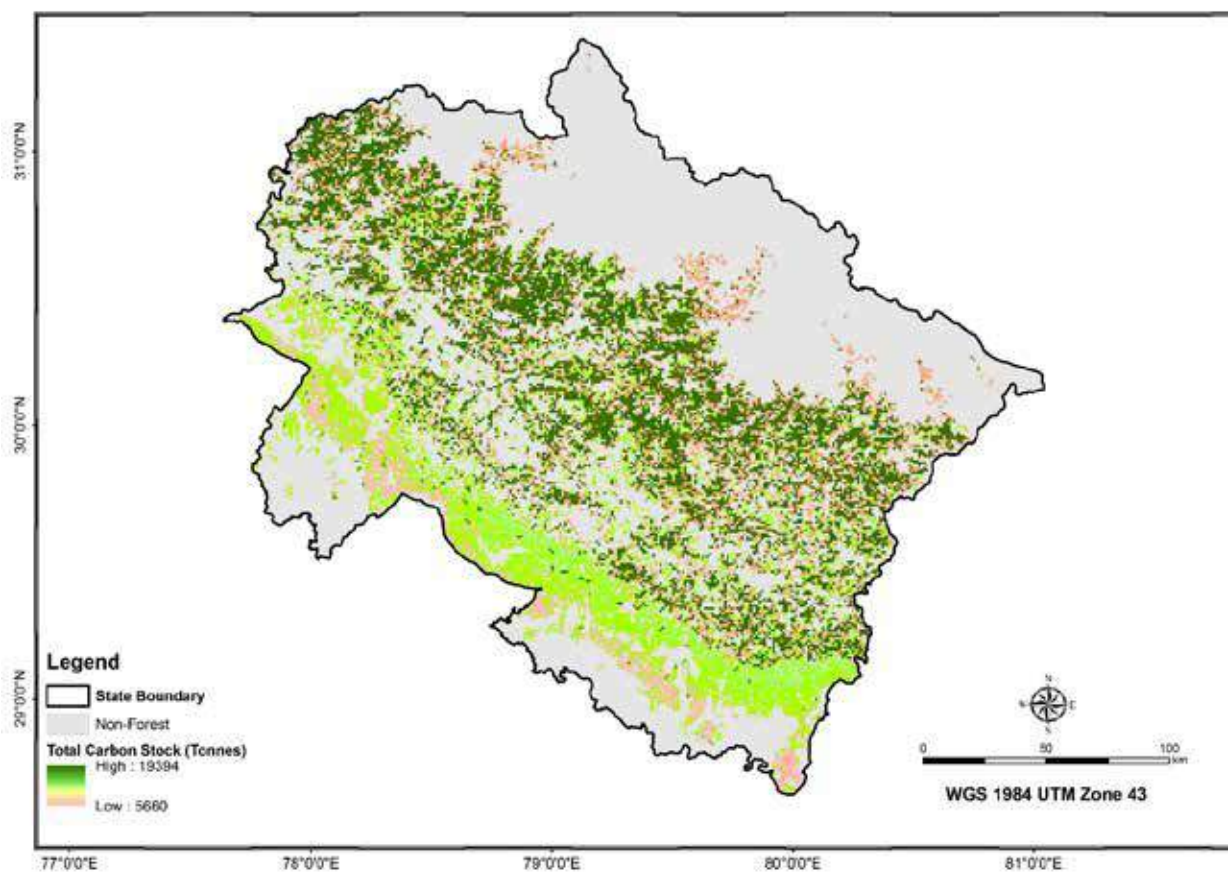 31°0'0"N
30°0'0"N
29°0'0"N
Legend
State Boundary
Non-Forest
Total Carbon Stock (Tonnes)
High : 19394
Low : 5660
N
E
S
0 50 100
km
WGS 1984 UTM Zone 43
77°0'0"E 78°0'0"E 79°0'0"E 80°0'0"E 81°0'0"E